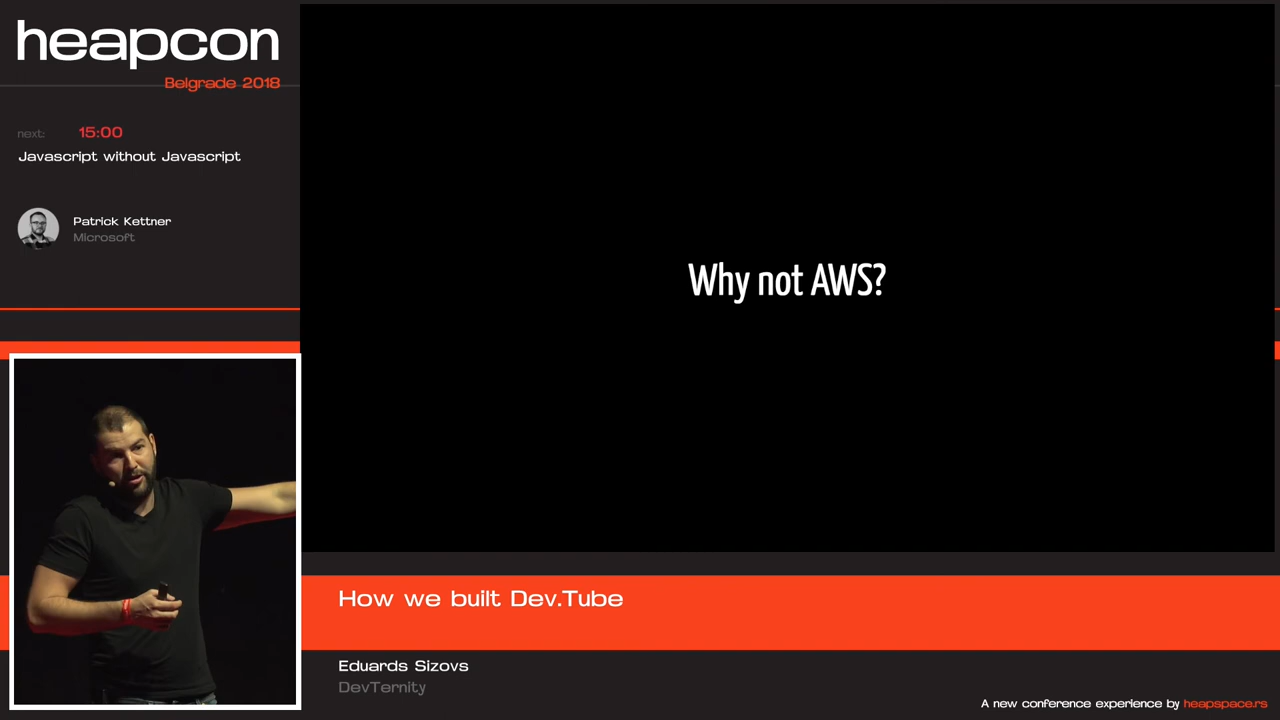 heapcon
Belgrade 2018
next: 15:00
Javascript without Javascript
Patrick Kettner
Microsoft
Why not AWS?
How we built Dev.Tube
Eduards Sizovs
DevTernity
A new conference experience by heapspace.rs